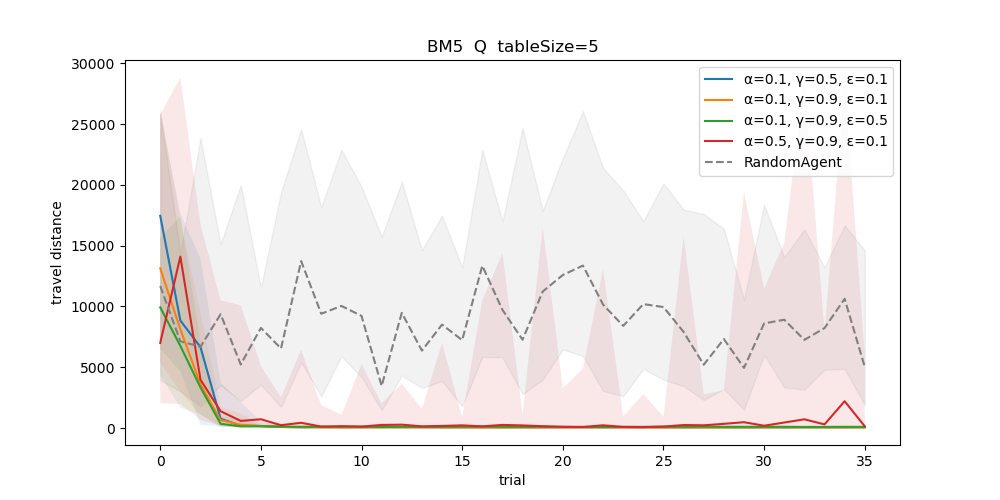 BM5  Q  tableSize=5
30000
25000
20000
15000
10000
5000
0
travel distance
α=0.1, γ=0.5, ε=0.1
α=0.1, γ=0.9, ε=0.1
α=0.1, γ=0.9, ε=0.5
α=0.5, γ=0.9, ε=0.1
RandomAgent
0 5 10 15 20 25 30 35
trial